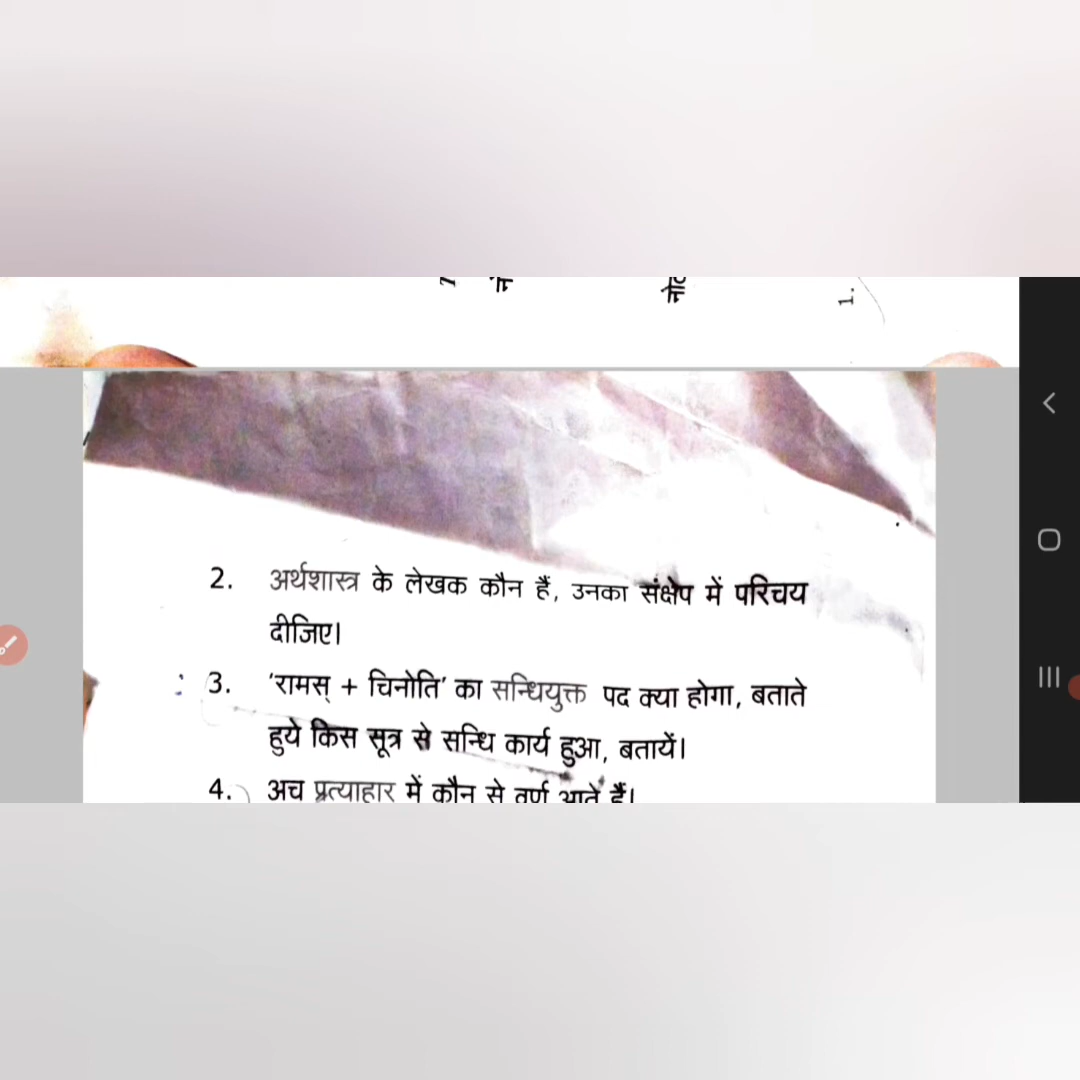 1.
2. अर्थशास्त्र के लेखक कौन हैं, उनका संक्षेप में परिचय
दीजिए।
3. 'रामस् + चिनोति' का सन्धियुक्त पद क्या होगा, बताते
हुये किस सूत्र से सन्धि कार्य हुआ, बतायें।
4. अच प्रत्याहार में कौन से वर्ण आते हैं।